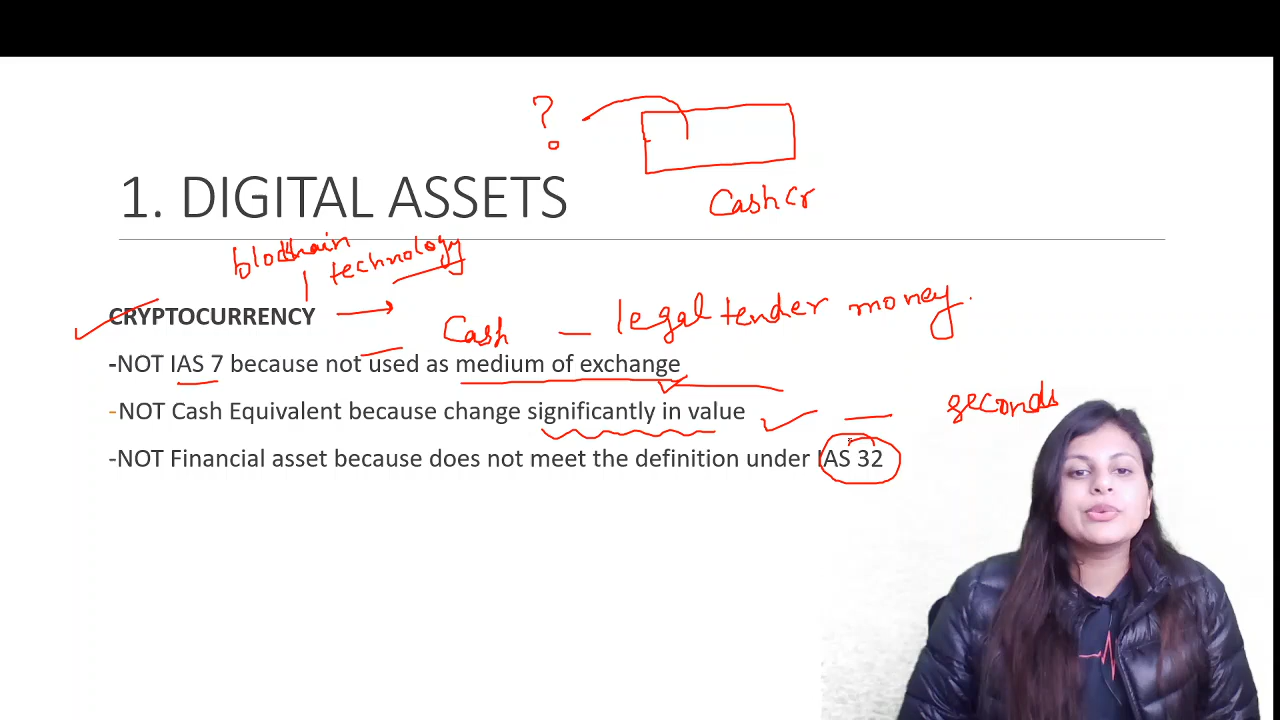 ?
Cash Cr
1. DIGITAL ASSETS
blockchain
technology
CRYPTOCURRENCY
Cash – legal tender money.
-NOT IAS 7 because not used as medium of exchange
-NOT Cash Equivalent because change significantly in value
seconds
-NOT Financial asset because does not meet the definition under IAS 32